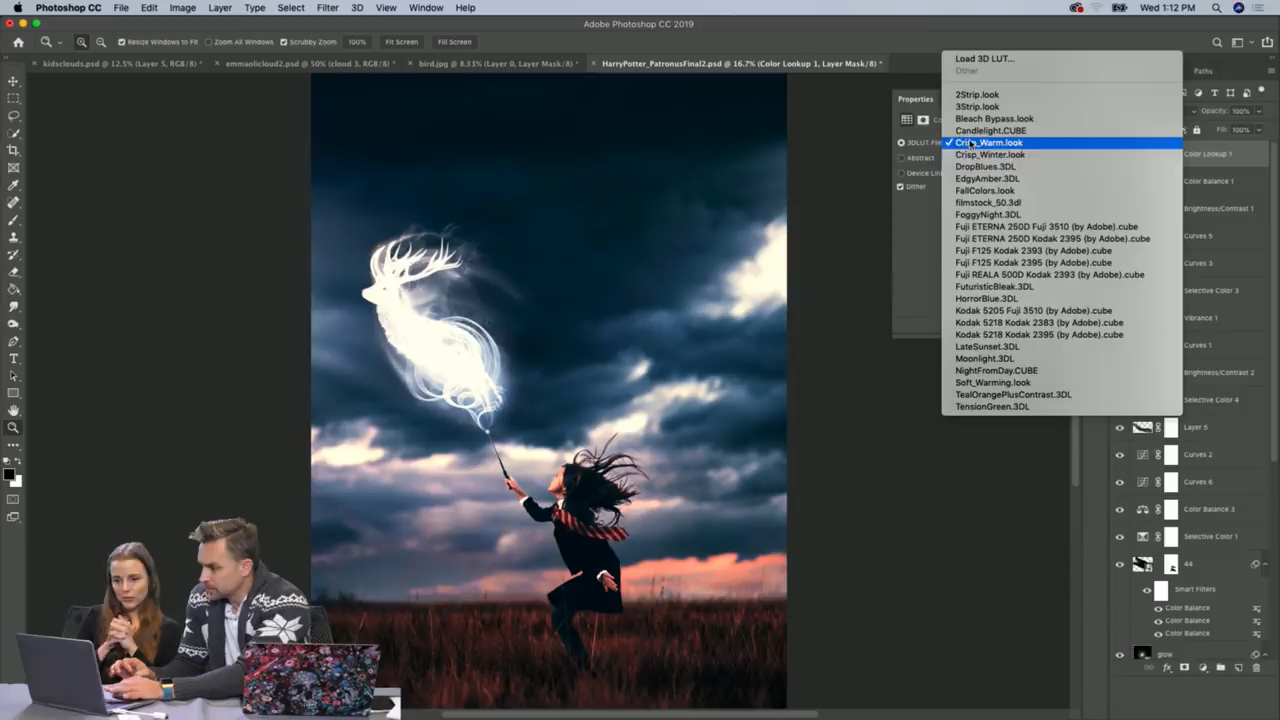 Photoshop CC File Edit Image Layer Type Select Filter 3D View Window Help Wed 1:12 PM
Adobe Photoshop CC 2019
Resize Windows to Fit Zoom All Windows Scrubby Zoom 100% Fit Screen Fill Screen
kidsclouds.psd @ 12.5% (Layer 5, RGB/8) * emmaolicloud2.psd @ 50% (cloud 3, RGB/8) * bird.jpg @ 8.33% (Layer 0, Layer Mask/8) * HarryPotter_PatronusFinal2.psd @ 16.7% (Color Lookup 1, Layer Mask/8) *
Load 3D LUT...
Other
2Strip.look
3Strip.look
Bleach Bypass.look
Candlelight.CUBE
Crisp_Warm.look
Crisp_Winter.look
DropBlues.3DL
EdgyAmber.3DL
FallColors.look
filmstock_50.3dl
FoggyNight.3DL
Fuji ETERNA 250D Fuji 3510 (by Adobe).cube
Fuji ETERNA 250D Kodak 2395 (by Adobe).cube
Fuji F125 Kodak 2393 (by Adobe).cube
Fuji F125 Kodak 2395 (by Adobe).cube
Fuji REALA 500D Kodak 2393 (by Adobe).cube
FuturisticBleak.3DL
HorrorBlue.3DL
Kodak 5205 Fuji 3510 (by Adobe).cube
Kodak 5218 Kodak 2383 (by Adobe).cube
Kodak 5218 Kodak 2395 (by Adobe).cube
LateSunset.3DL
Moonlight.3DL
NightFromDay.CUBE
Soft_Warming.look
TealOrangePlusContrast.3DL
TensionGreen.3DL
Properties
3DLUT File
Abstract
Device Link
Dither
Paths
Opacity: 100%
Fill: 100%
Color Lookup 1
Color Balance 1
Brightness/Contrast 1
Curves 5
Curves 3
Selective Color 3
Vibrance 1
Curves 1
Brightness/Contrast 2
Selective Color 4
Layer 5
Curves 2
Curves 6
Color Balance 3
Selective Color 1
44
Smart Filters
Color Balance
Color Balance
Color Balance
glow